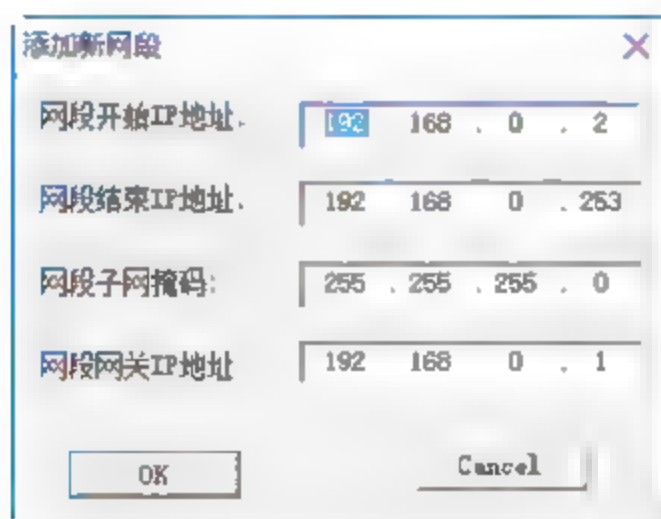 添加新网段
网段开始IP地址: 192 168 . 0 . 2
网段结束IP地址: 192 168 0 . 253
网段子网掩码: 255 . 255 . 255 . 0
网段网关IP地址 192 168 0 . 1
OK Cancel